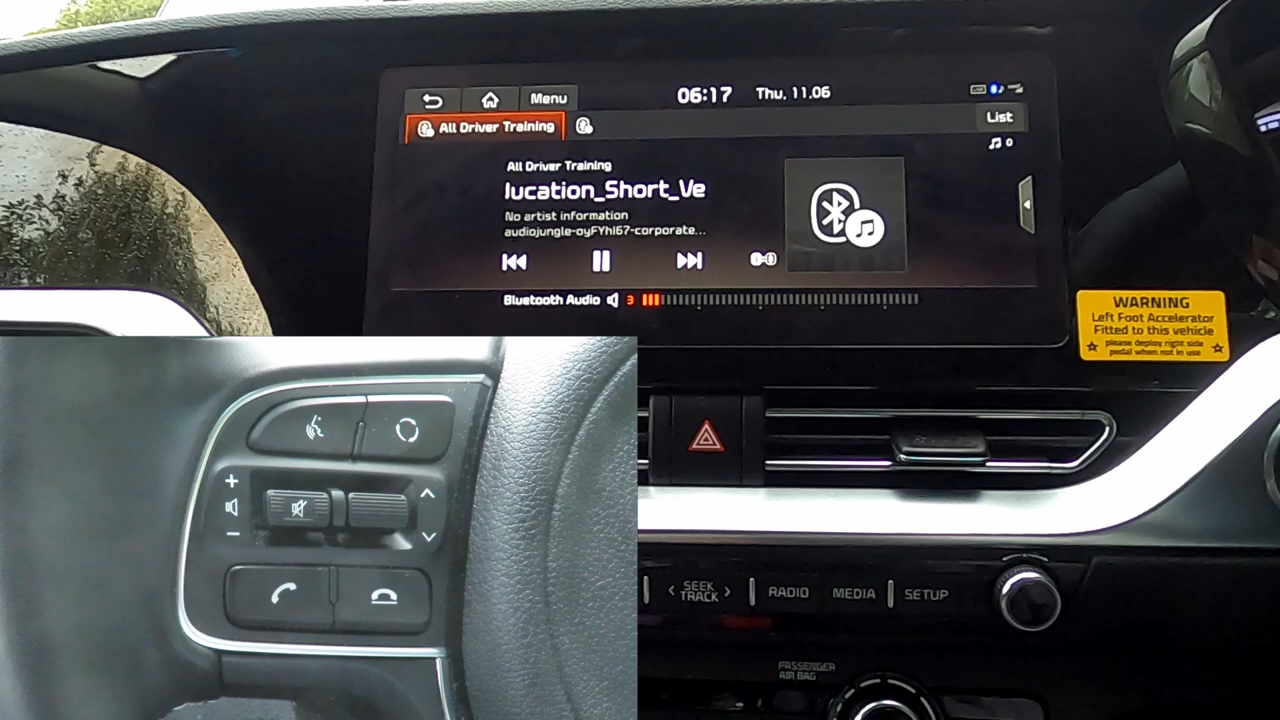 Menu
06:17
Thu, 11.06
All Driver Training
List
0
All Driver Training
lucation_Short_Ve
No artist information
audiojungle-oyFYhI67-corporate...
Bluetooth Audio
3
WARNING
Left Foot Accelerator
Fitted to this vehicle
please deploy right side
pedal when not in use
+
−
SEEK
TRACK
RADIO
MEDIA
SETUP
PASSENGER
AIR BAG